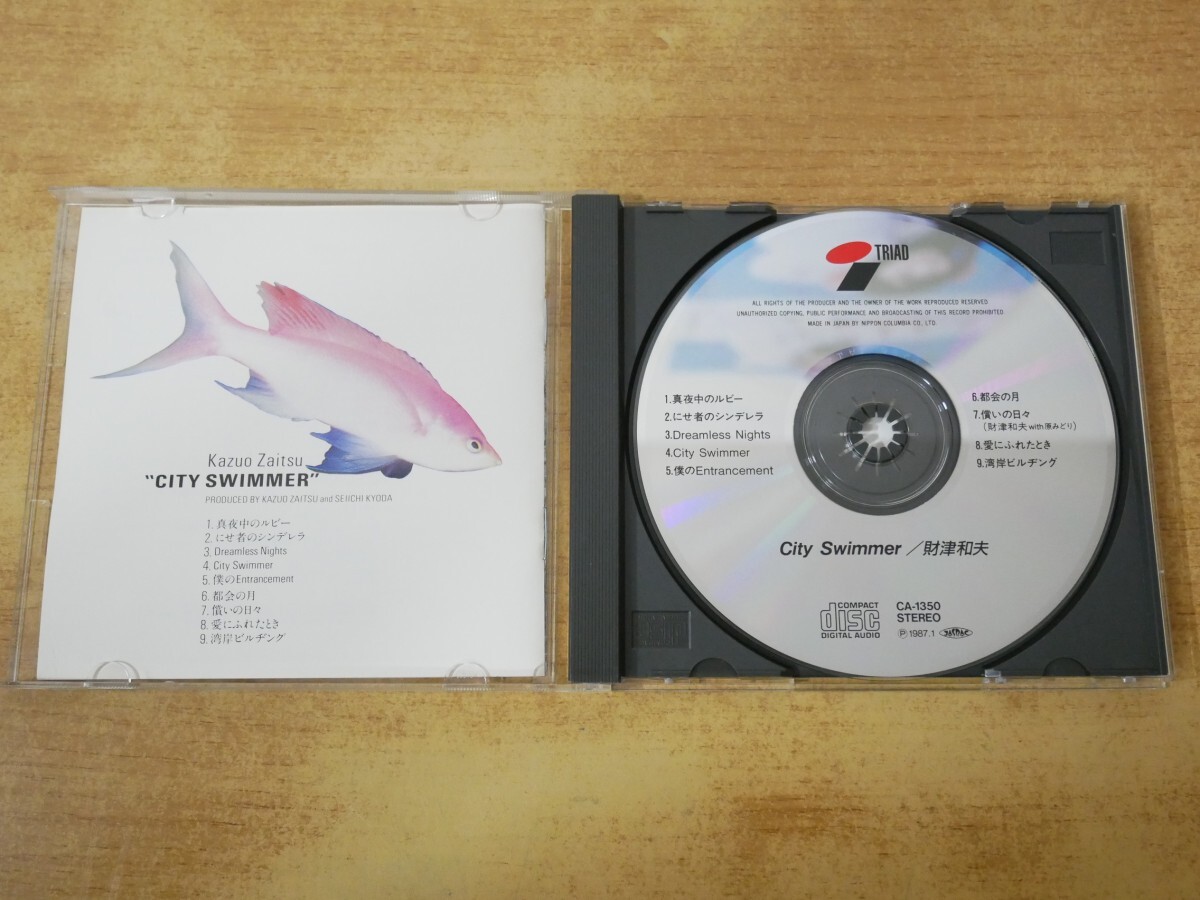 Kazuo Zaitsu
"CITY SWIMMER"
PRODUCED BY KAZUO ZAITSU and SEIICHI KYODA
1. 真夜中のルビー
2. にせ者のシンデレラ
3. Dreamless Nights
4. City Swimmer
5. 僕のEntrancement
6. 都会の月
7. 償いの日々
8. 愛にふれたとき
9. 湾岸ビルヂング
TRIAD
ALL RIGHTS OF THE PRODUCER AND THE OWNER OF THE WORK REPRODUCED RESERVED.
UNAUTHORIZED COPYING, PUBLIC PERFORMANCE AND BROADCASTING OF THIS RECORD PROHIBITED
MADE IN JAPAN BY NIPPON COLUMBIA CO., LTD.
1.真夜中のルビー
2.にせ者のシンデレラ
3.Dreamless Nights
4.City Swimmer
5.僕のEntrancement
6.都会の月
7.償いの日々
(財津和夫with原みどり)
8.愛にふれたとき
9.湾岸ビルヂング
City Swimmer／財津和夫
COMPACT
disc
DIGITAL AUDIO
CA-1350
STEREO
Ⓟ1987.1 JASRAC